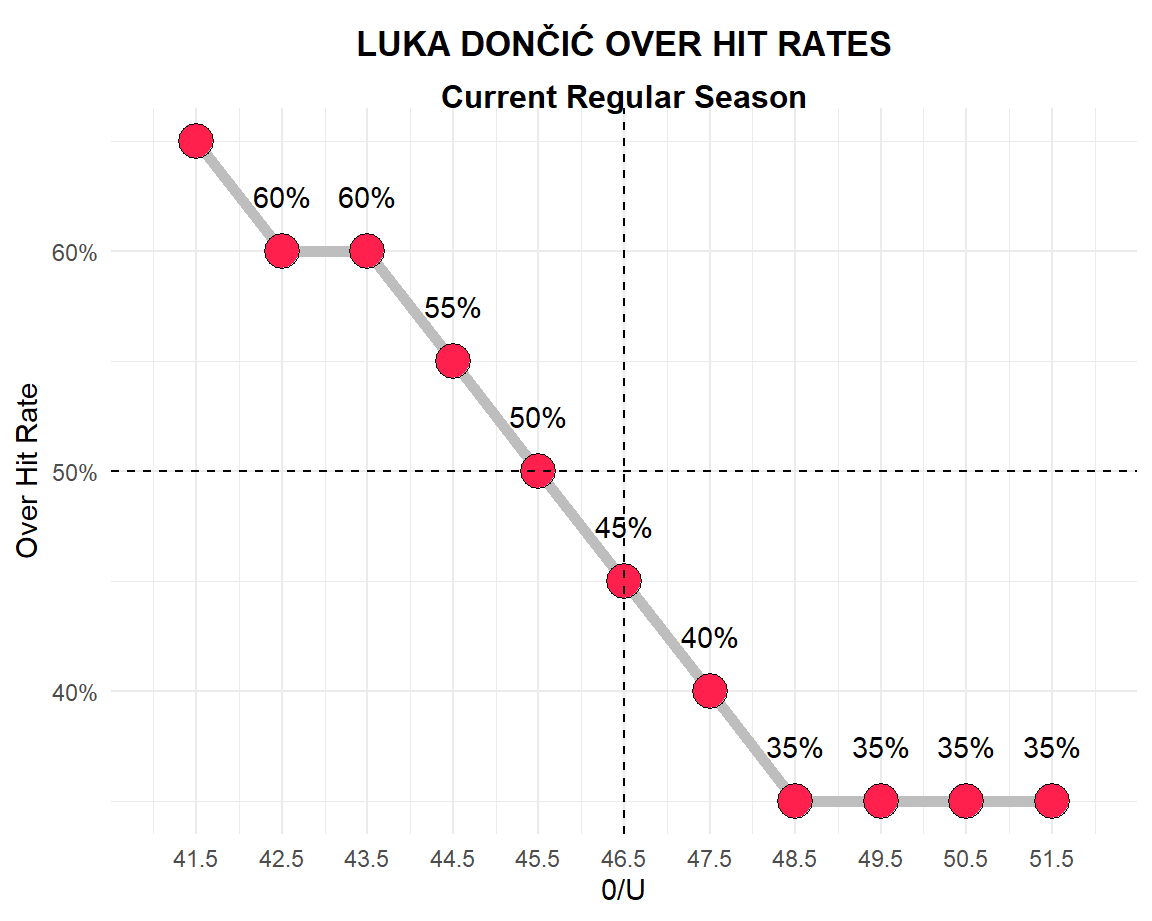 LUKA DONČIĆ OVER HIT RATES
Current Regular Season
60% 60%
60%
55%
50%
50%
45%
40%
40%
35% 35% 35% 35%
Over Hit Rate
41.5 42.5 43.5 44.5 45.5 46.5 47.5 48.5 49.5 50.5 51.5
0/U